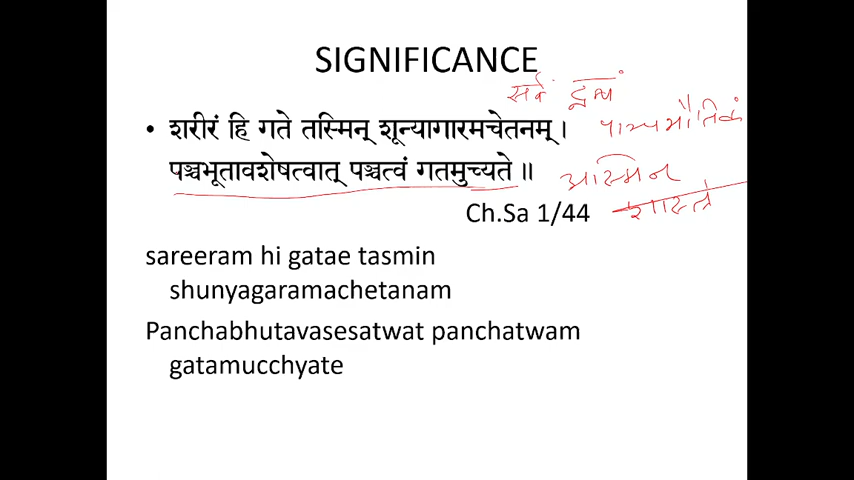 SIGNIFICANCE
सर्व द्रव्यं
• शरीरं हि गते तस्मिन् शून्यागारमचेतनम् ।
पाञ्चभौतिकं
पञ्चभूतावशेषत्वात् पञ्चत्वं गतमुच्यते ॥
अस्मिन
शास्त्रे
Ch.Sa 1/44
sareeram hi gatae tasmin
shunyagaramachetanam
Panchabhutavasesatwat panchatwam
gatamucchyate